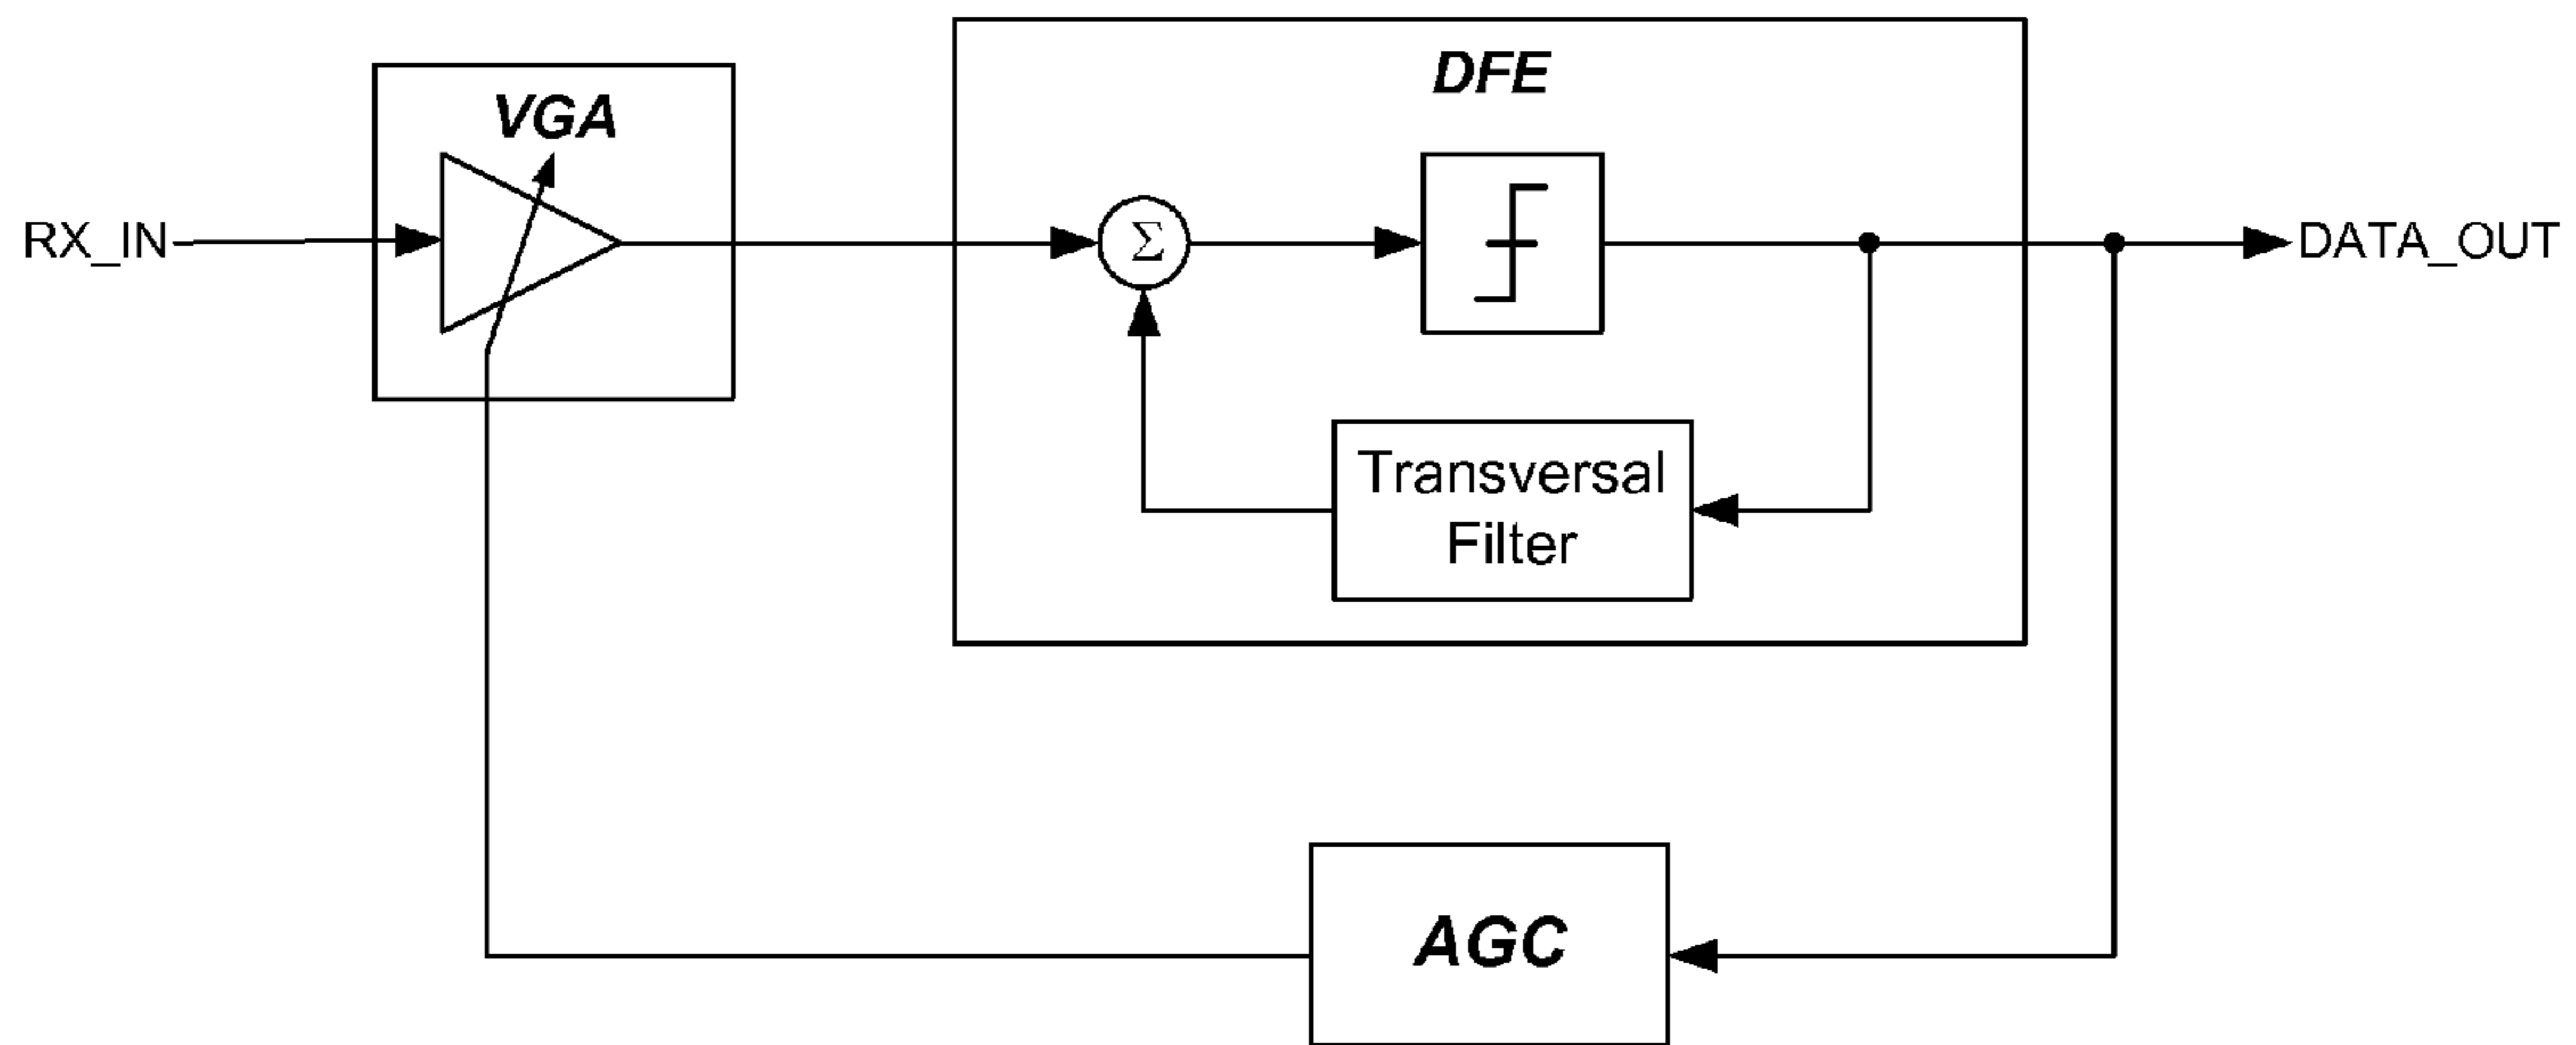 DFE
VGA
RX_IN
Σ
DATA_OUT
Transversal
Filter
AGC